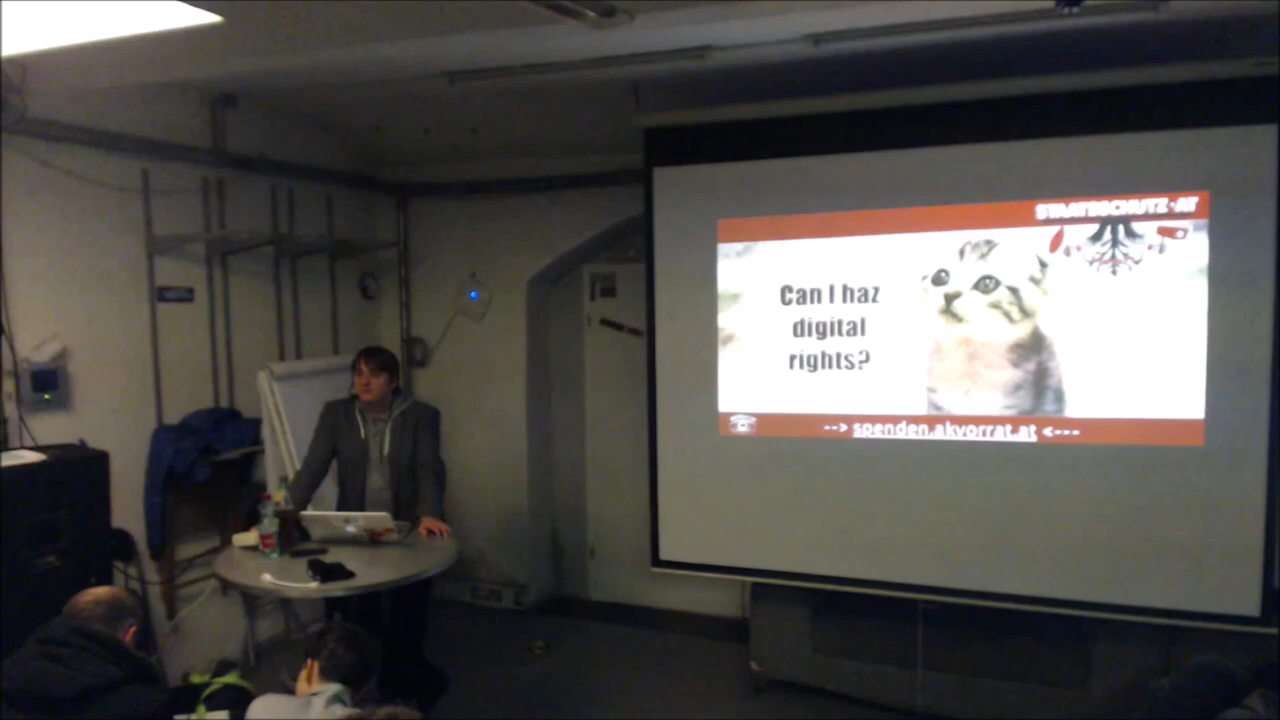 STAATSSCHUTZ·AT
Can I haz
digital
rights?
--> spenden.akvorrat.at <---